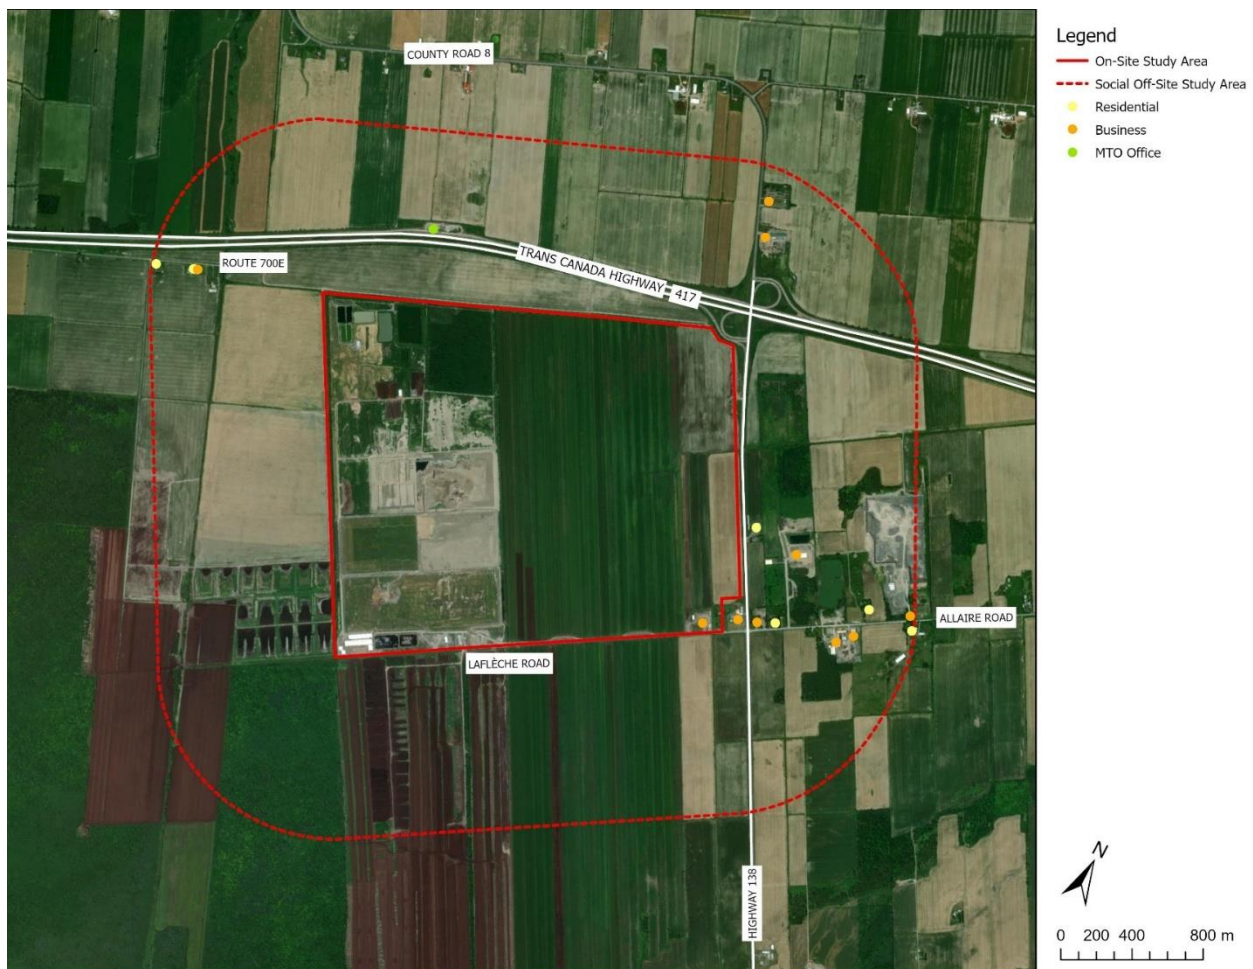 COUNTY ROAD 8
ROUTE 700E
TRANS CANADA HIGHWAY 417
ALLAIRE ROAD
LAFLÈCHE ROAD
HIGHWAY 138
Legend
On-Site Study Area
Social Off-Site Study Area
Residential
Business
MTO Office
N
0 200 400 800 m